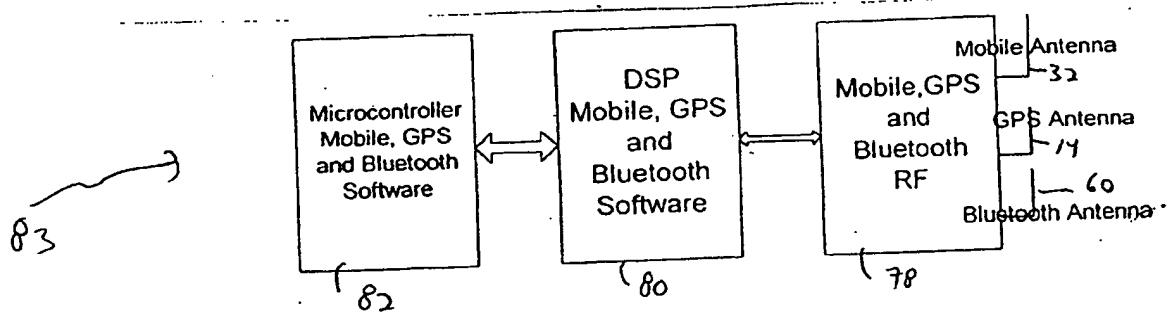 Microcontroller
Mobile, GPS
and Bluetooth
Software
DSP
Mobile, GPS
and
Bluetooth
Software
Mobile,GPS
and
Bluetooth
RF
Mobile Antenna
32
GPS Antenna
14
60
Bluetooth Antenna
83
82
80
78